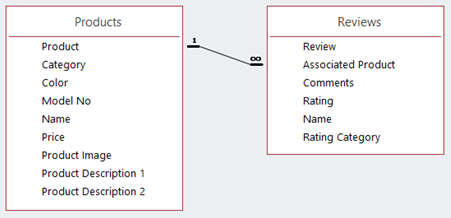 Products
Product
Category
Color
Model No
Name
Price
Product Image
Product Description 1
Product Description 2
1
∞
Reviews
Review
Associated Product
Comments
Rating
Name
Rating Category